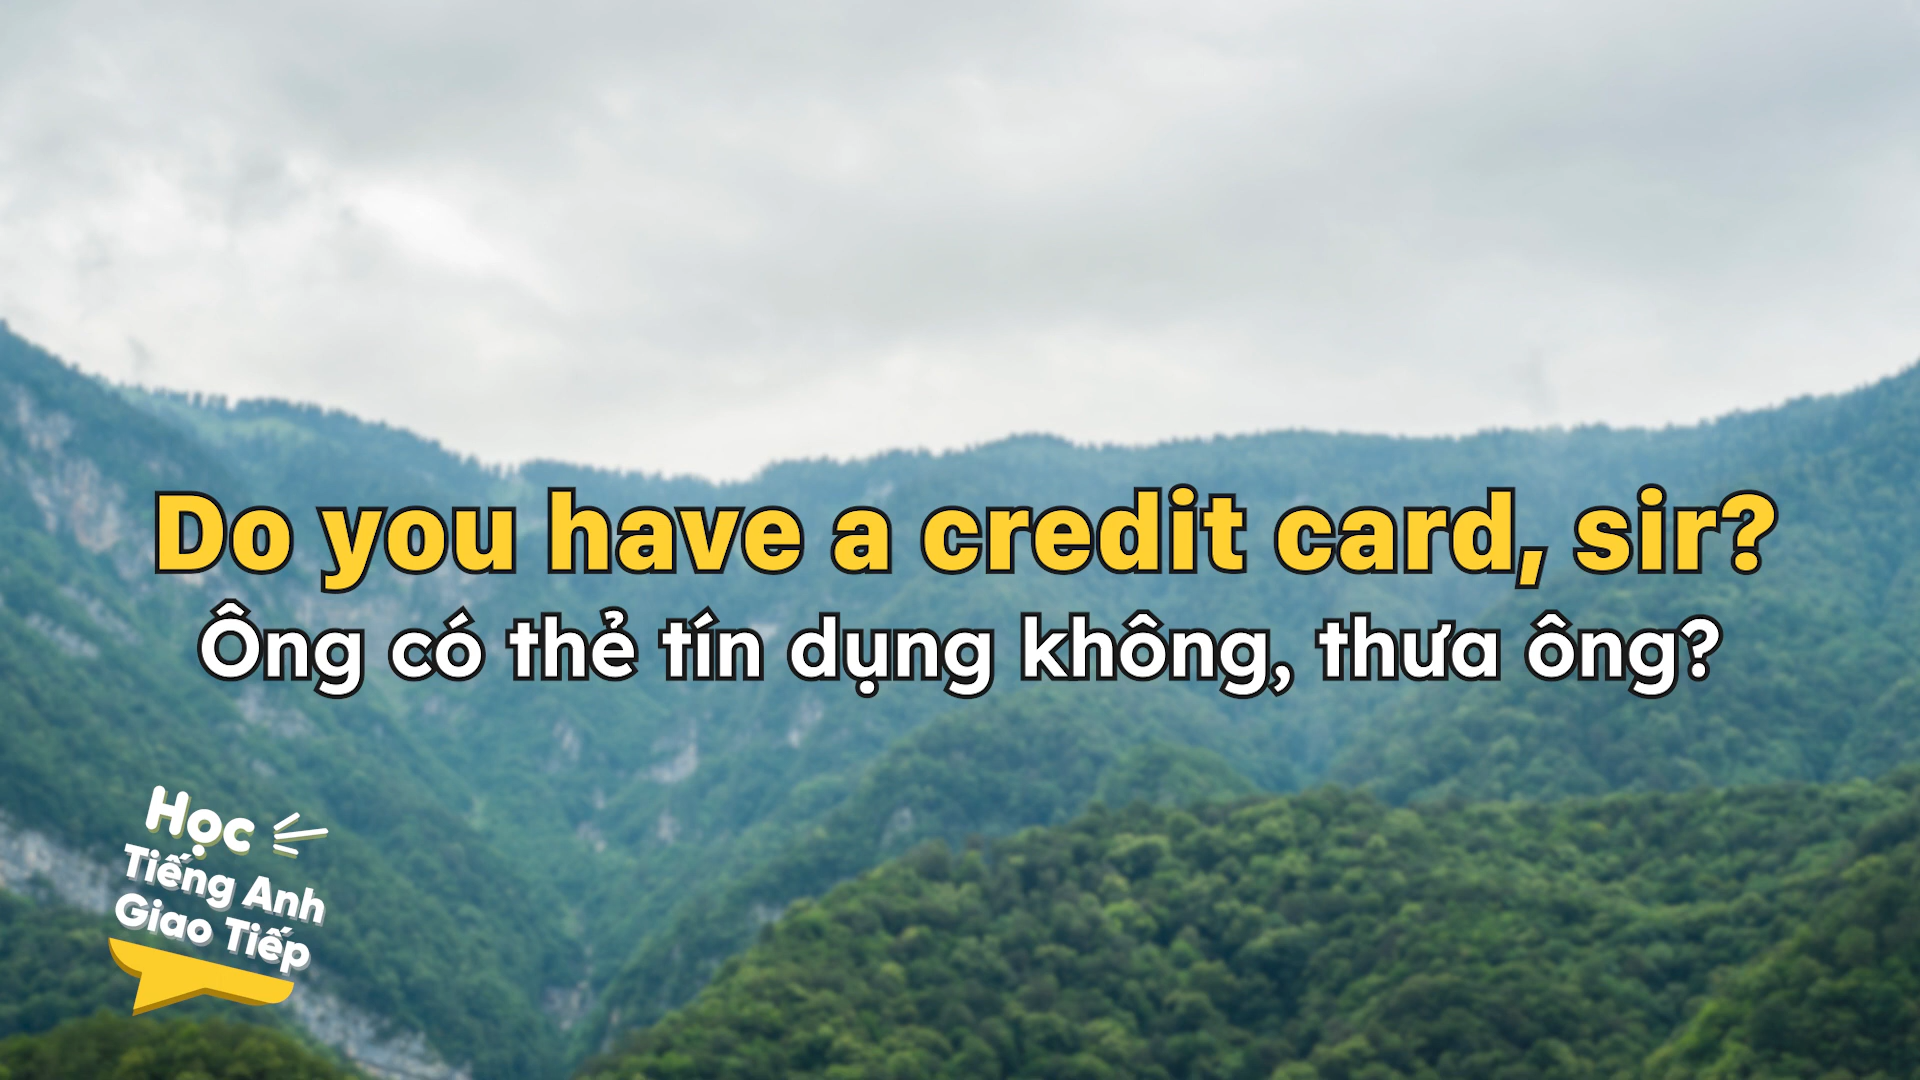 Do you have a credit card, sir?
Ông có thẻ tín dụng không, thưa ông?
Học
Tiếng Anh
Giao Tiếp